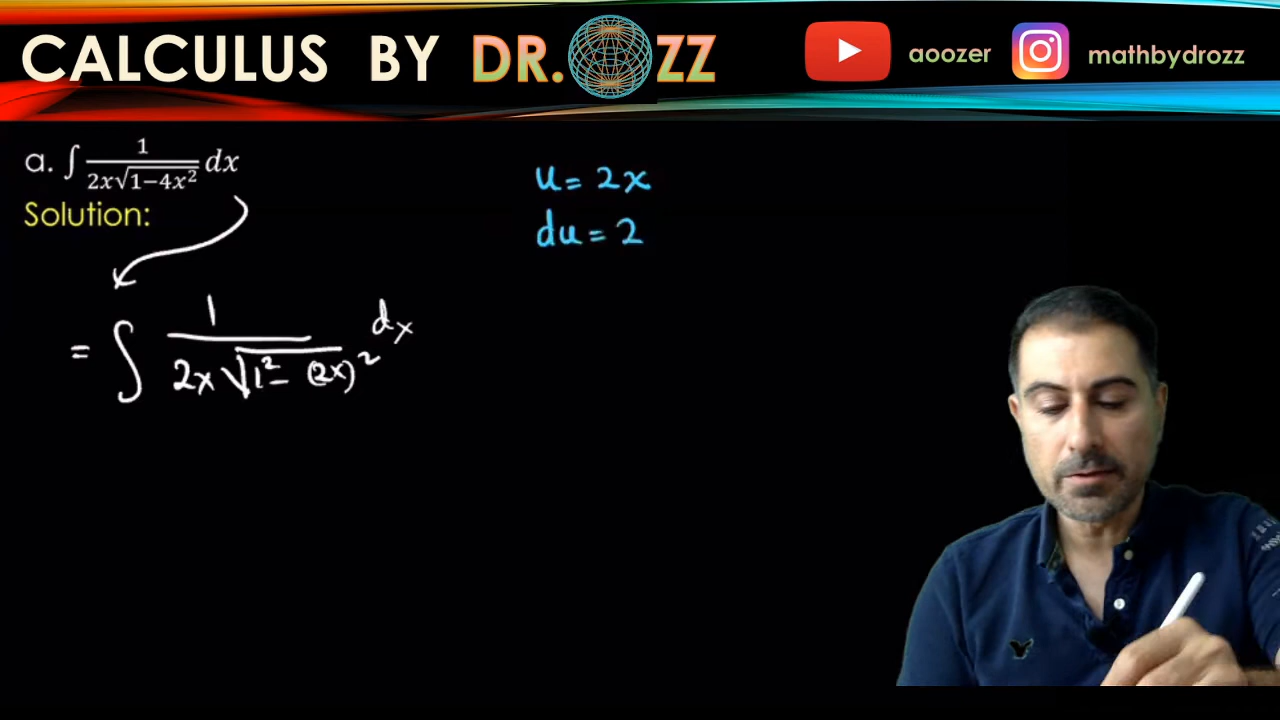 CALCULUS BY DR. ZZ
aoozer
mathbydrozz
a. ∫ 1/(2x√(1−4x²)) dx
Solution:
u = 2x
du = 2
= ∫ 1/(2x√(1² − (2x)²)) dx